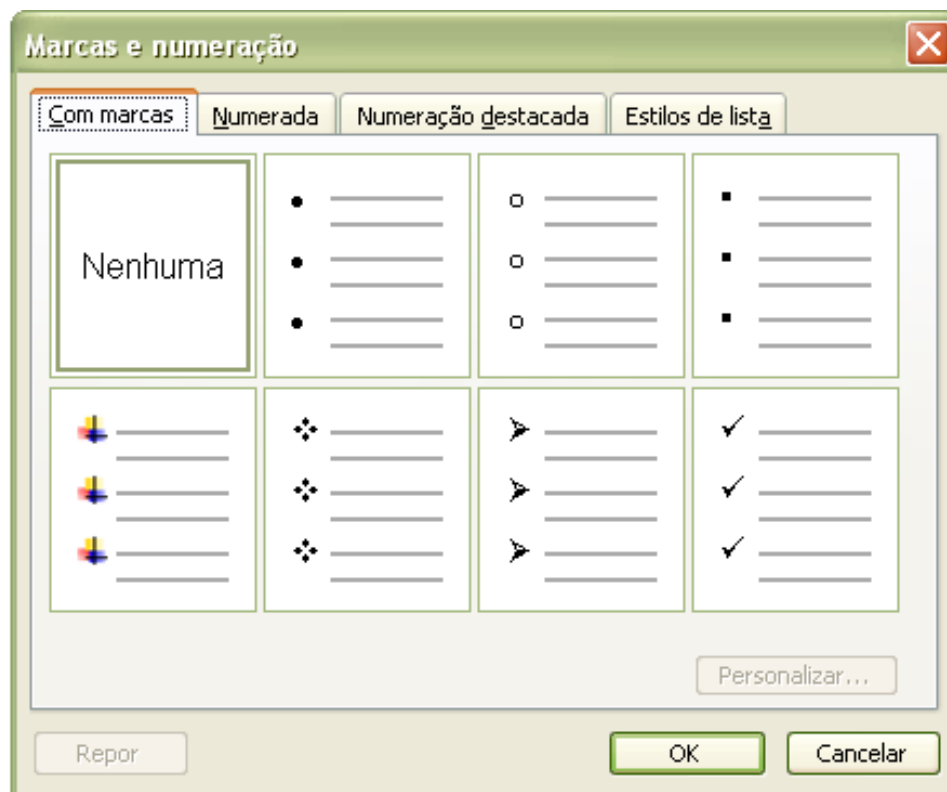 Marcas e numeração
Com marcas Numerada Numeração destacada Estilos de lista
Nenhuma
Personalizar...
Repor OK Cancelar